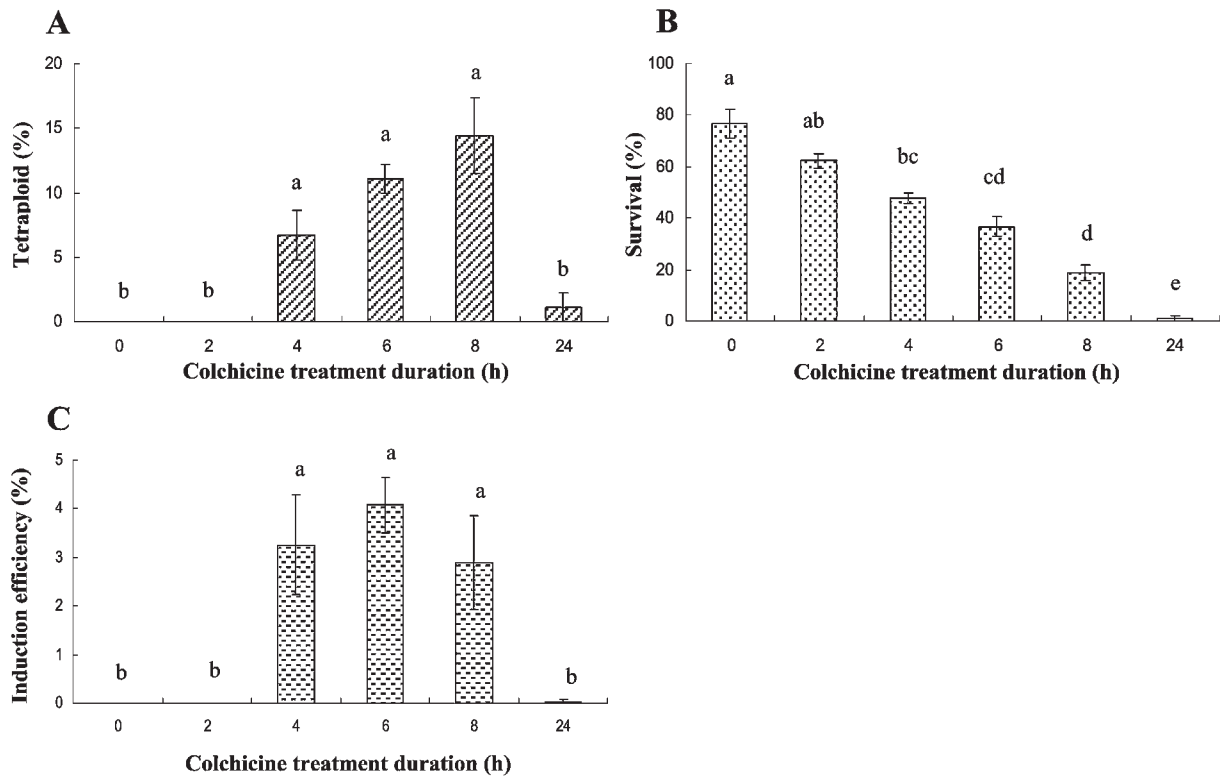 A
Tetraploid (%)
20
15
10
5
0
b b a a a b
0 2 4 6 8 24
Colchicine treatment duration (h)
B
Survival (%)
100
80
60
40
20
0
a ab bc cd d e
0 2 4 6 8 24
Colchicine treatment duration (h)
C
Induction efficiency (%)
5
4
3
2
1
0
b b a a a b
0 2 4 6 8 24
Colchicine treatment duration (h)